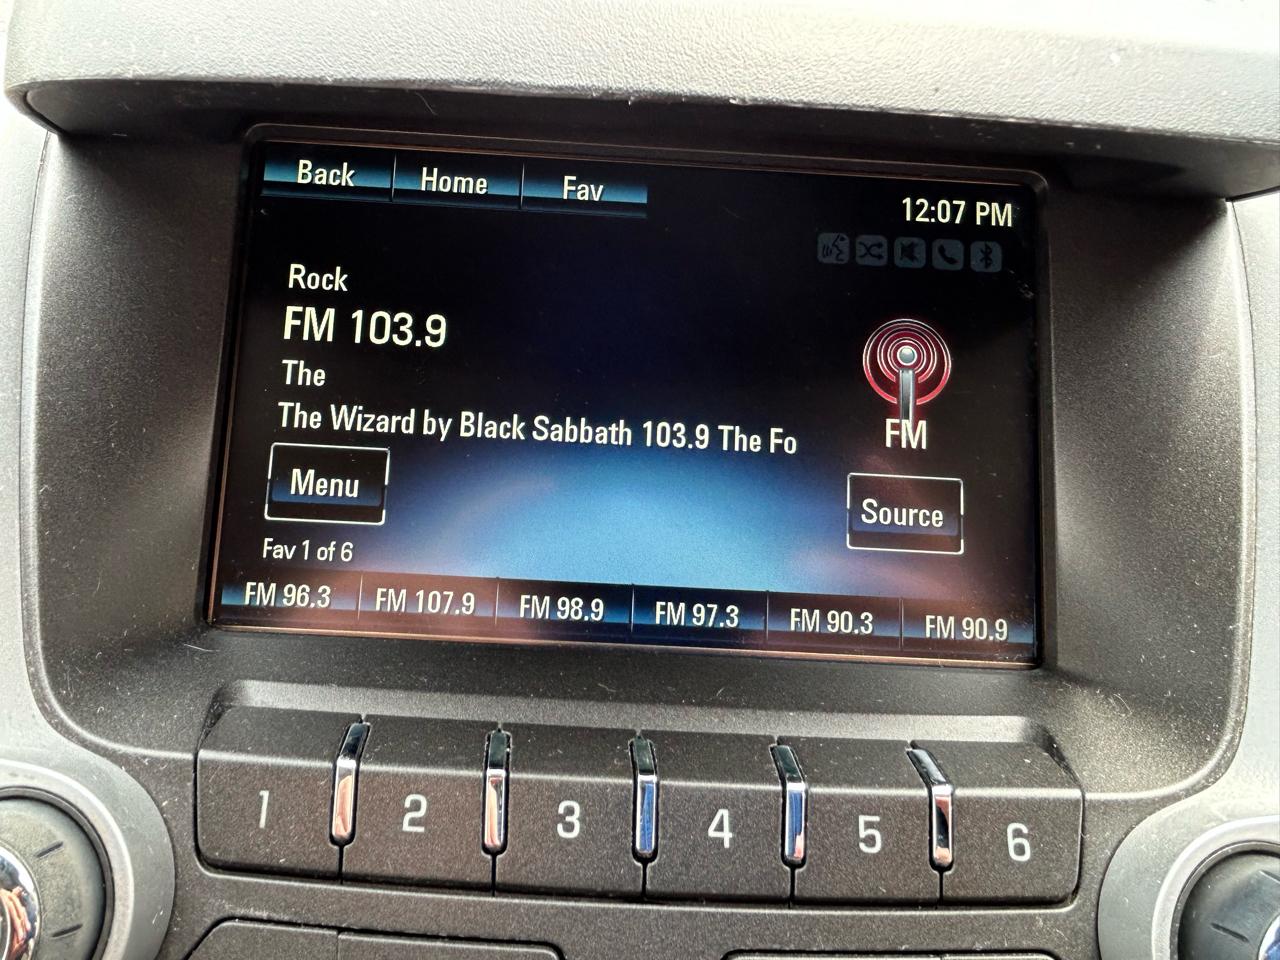 Back Home Fav
12:07 PM
Rock
FM 103.9
The
The Wizard by Black Sabbath 103.9 The Fo
FM
Menu
Source
Fav 1 of 6
FM 96.3 FM 107.9 FM 98.9 FM 97.3 FM 90.3 FM 90.9
1 2 3 4 5 6